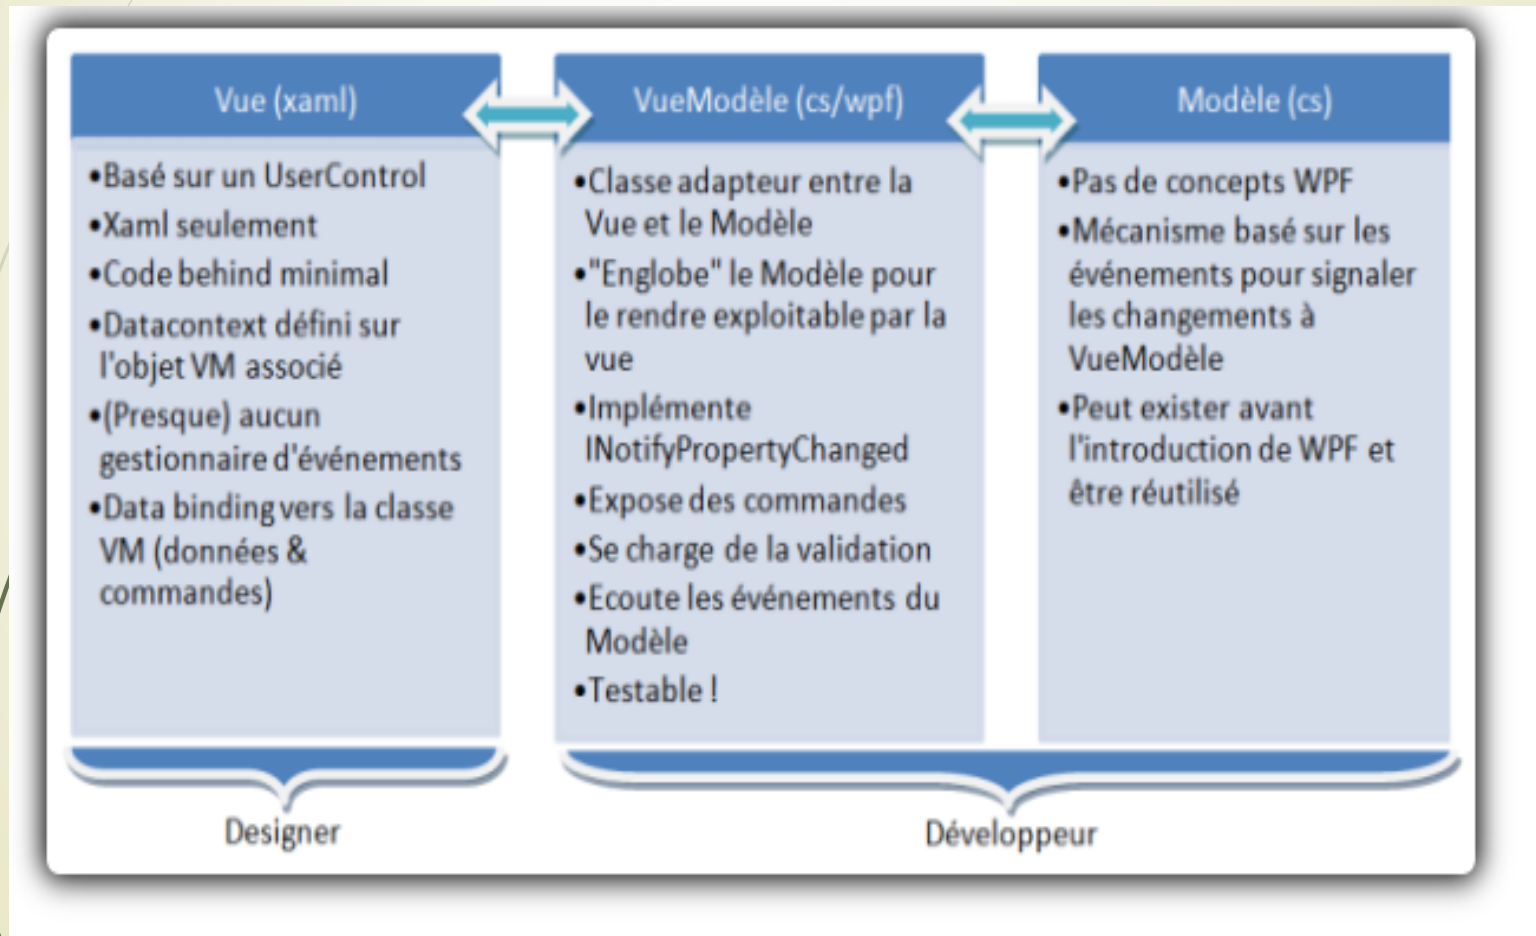 Vue (xaml)
•Basé sur un UserControl
•Xaml seulement
•Code behind minimal
•Datacontext défini sur
l'objet VM associé
•(Presque) aucun
gestionnaire d'événements
•Data binding vers la classe
VM (données &
commandes)
VueModèle (cs/wpf)
•Classe adapteur entre la
Vue et le Modèle
•"Englobe" le Modèle pour
le rendre exploitable par la
vue
•Implémente
INotifyPropertyChanged
•Expose des commandes
•Se charge de la validation
•Ecoute les événements du
Modèle
•Testable !
Modèle (cs)
•Pas de concepts WPF
•Mécanisme basé sur les
événements pour signaler
les changements à
VueModèle
•Peut exister avant
l'introduction de WPF et
être réutilisé
Designer
Développeur